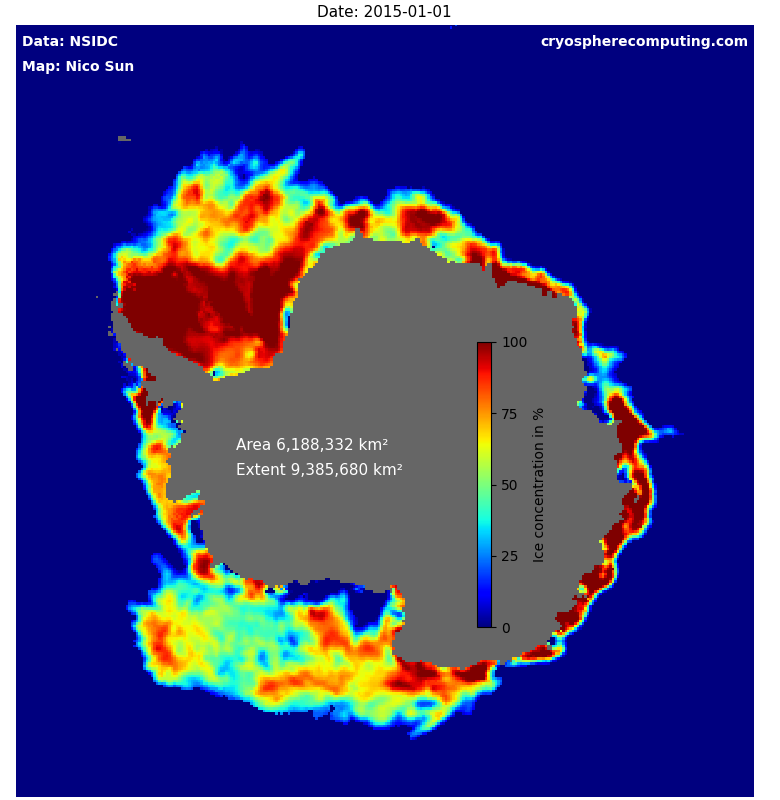 Date: 2015-01-01
Data: NSIDC
cryospherecomputing.com
Map: Nico Sun
100
75
50
25
0
Ice concentration in %
Area 6,188,332 km²
Extent 9,385,680 km²